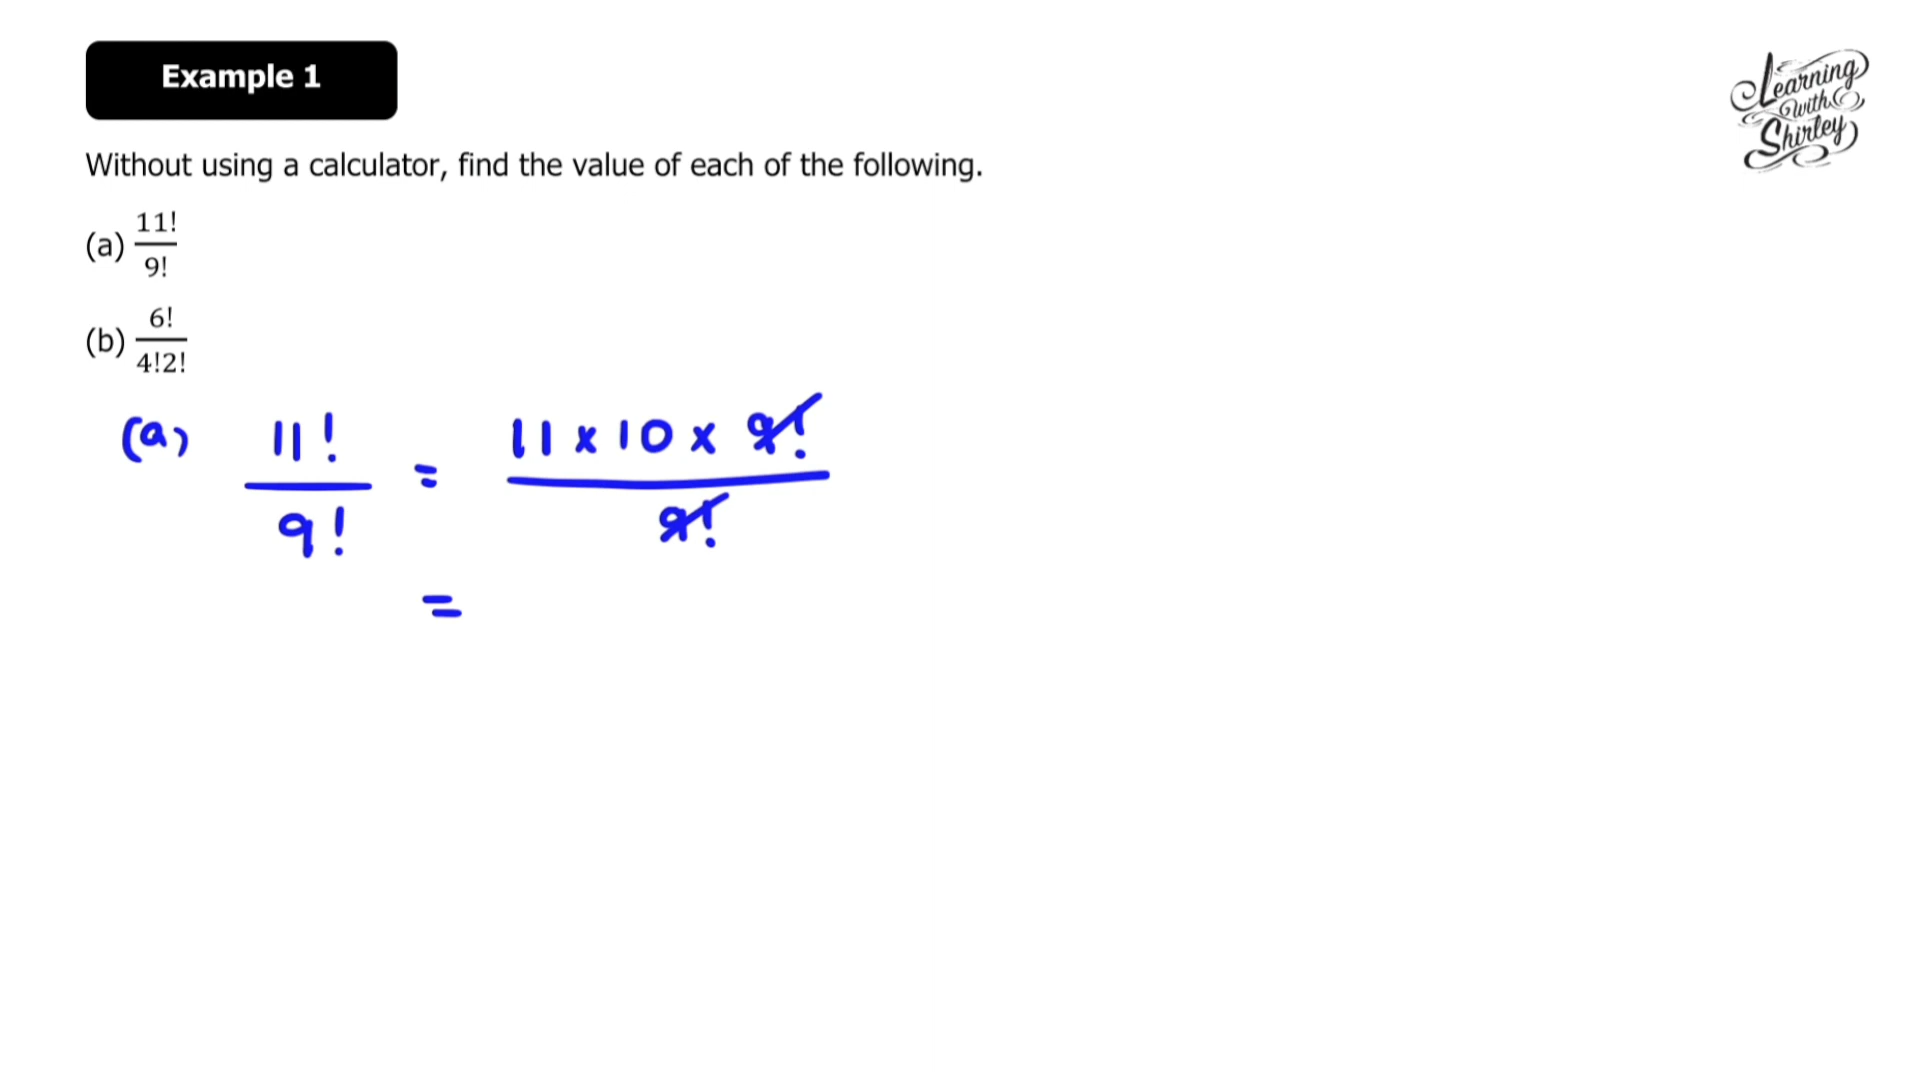 Example 1
Learning
with
Shirley
Without using a calculator, find the value of each of the following.
(a) 11!/9!
(b) 6!/4!2!
(a) 11!/9! = 11 x 10 x 9!/9!
=